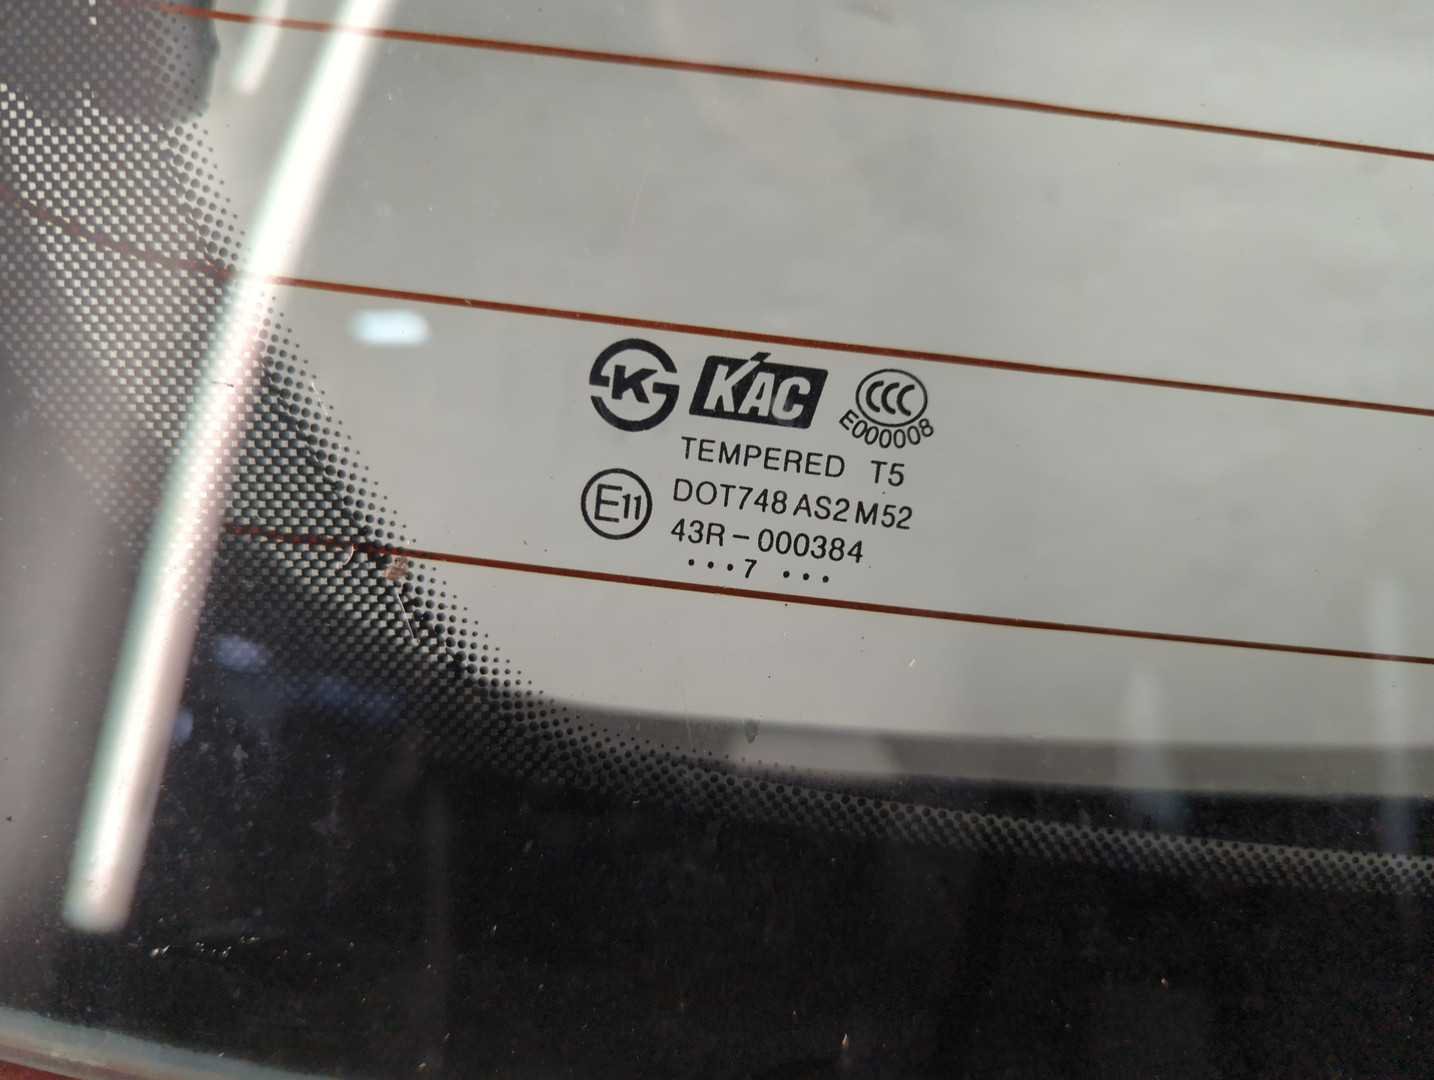 K KAC CCC
E000008
TEMPERED T5
E11 DOT748 AS2 M52
43R-000384
•••7 •••